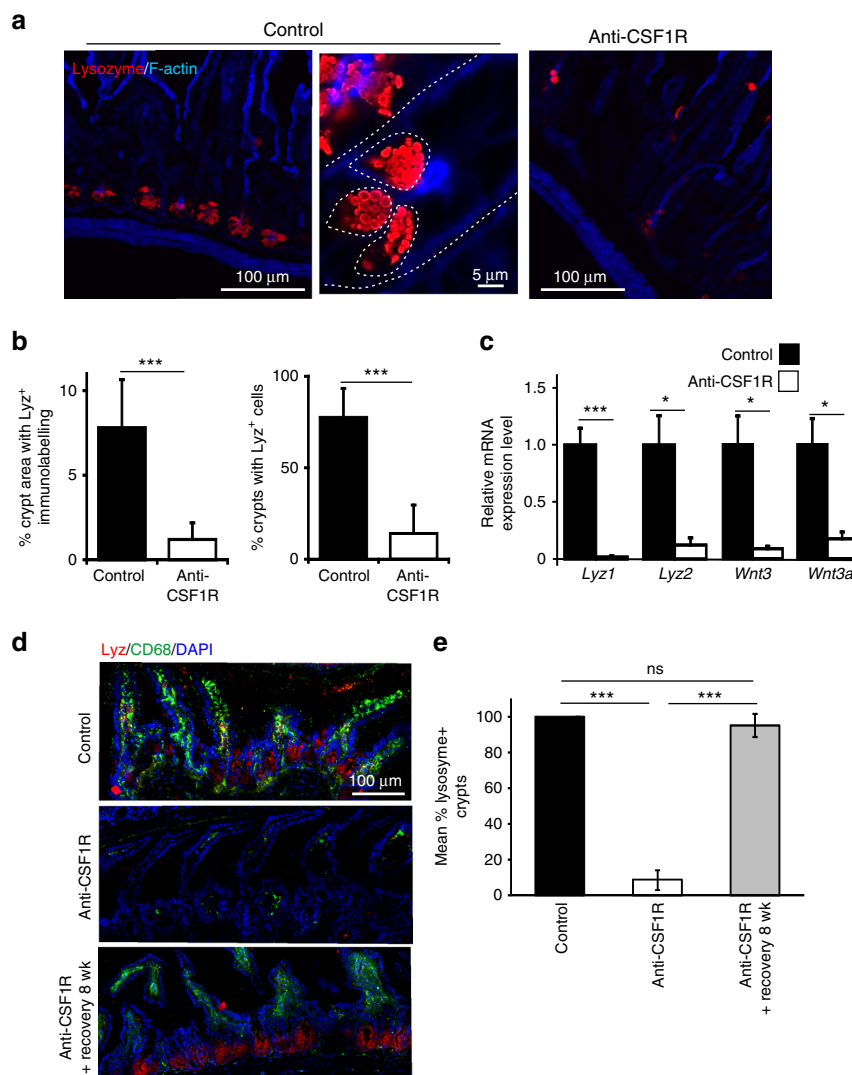 a
Control
Anti-CSF1R
Lysozyme/F-actin
100 μm
5 μm
100 μm
b
% crypt area with Lyz+
immunolabelling
10
5
0
***
Control
Anti-
CSF1R
% crypts with Lyz+ cells
100
50
0
***
Control
Anti-
CSF1R
c
Control
Anti-CSF1R
Relative mRNA
expression level
1.5
1.0
0.5
0
***
*
*
*
Lyz1
Lyz2
Wnt3
Wnt3a
d
Lyz/CD68/DAPI
Control
100 μm
Anti-CSF1R
Anti-CSF1R
+ recovery 8 wk
e
ns
***
***
Mean % lysosyme+
crypts
100
80
60
40
20
0
Control
Anti-CSF1R
Anti-CSF1R
+ recovery 8 wk